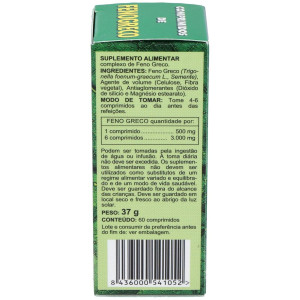 COMPRIMIDOS
DE
FENOGRECO
SUPLEMENTO ALIMENTAR
complexo de Feno Greco.
INGREDIENTES: Feno Greco (Trigo-
nella foenum-graecum L., Semente),
Agente de volume (Celulose, Fibra
vegetal), Antiaglomerantes (Dióxido
de silício e Magnésio estearato).
MODO DE TOMAR: Tome 4-6
comprimidos ao dia antes das
refeições.
FENO GRECO quantidade por:
1 comprimido 500 mg
6 comprimidos 3.000 mg
Podem ser tomadas pela ingestão
de água ou infusão. A toma diária
não deve ser excedida. Os suplemen-
tos alimentares não devem ser
utilizados como substitutos de um
regime alimentar variado e equilibra-
do e de um modo de vida saudável.
Deve ser guardado fora do alcance
das crianças. Deve ser guardado em
local seco e fresco ao abrigo da luz
solar.
PESO: 37 g
CONTEÚDO: 60 comprimidos
Lote e consumir de preferência antes
do fim de: ver embalagem.
8 436000 541052 >